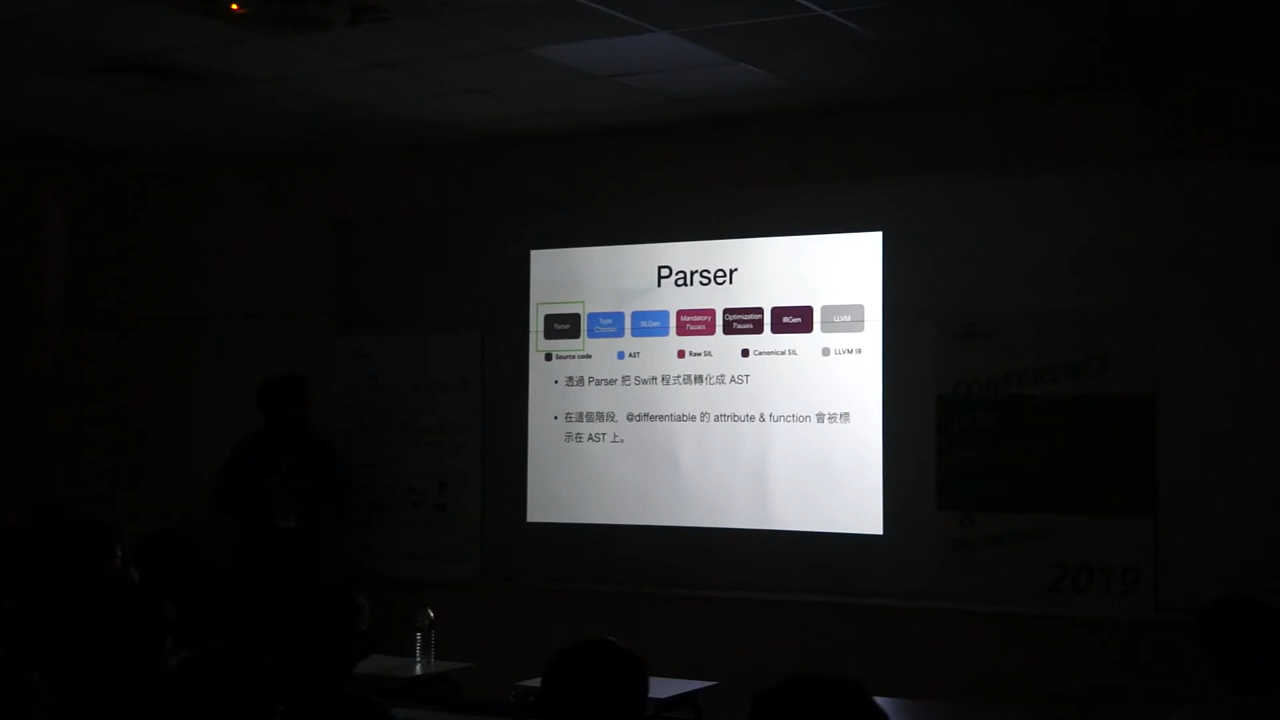 Parser
Parser
Type
Checker
SILGen
Mandatory
Passes
Optimization
Passes
IRGen
LLVM
Source code
AST
Raw SIL
Canonical SIL
LLVM IR
• 透過 Parser 把 Swift 程式碼轉化成 AST
• 在這個階段，@differentiable 的 attribute & function 會被標
示在 AST 上。
CONFERENCE
2019